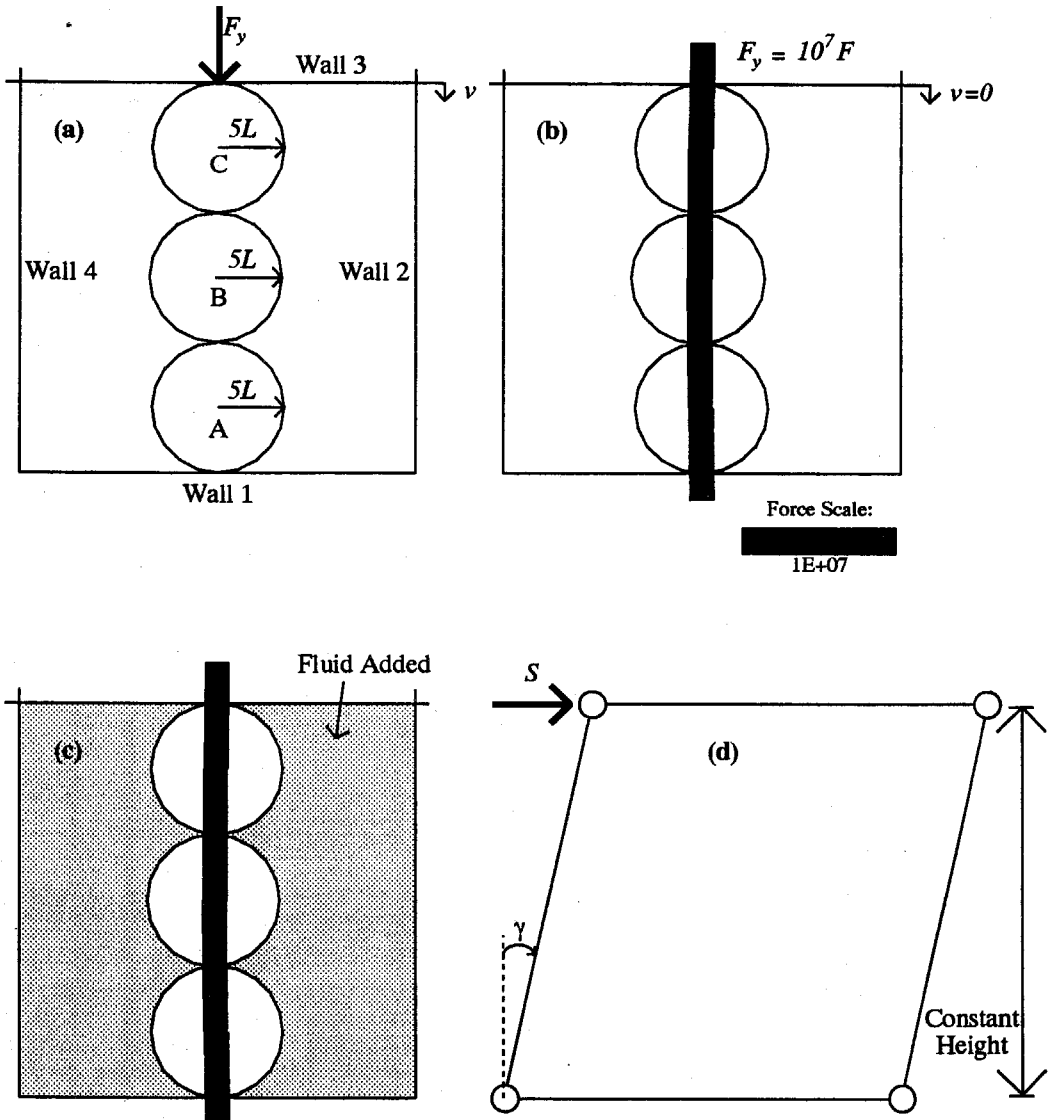 F_y
Wall 3
v
(a)
5L
C
Wall 4
5L
B
Wall 2
5L
A
Wall 1
F_y = 10^7 F
(b)
v=0
Force Scale:
1E+07
Fluid Added
(c)
S
(d)
γ
Constant
Height